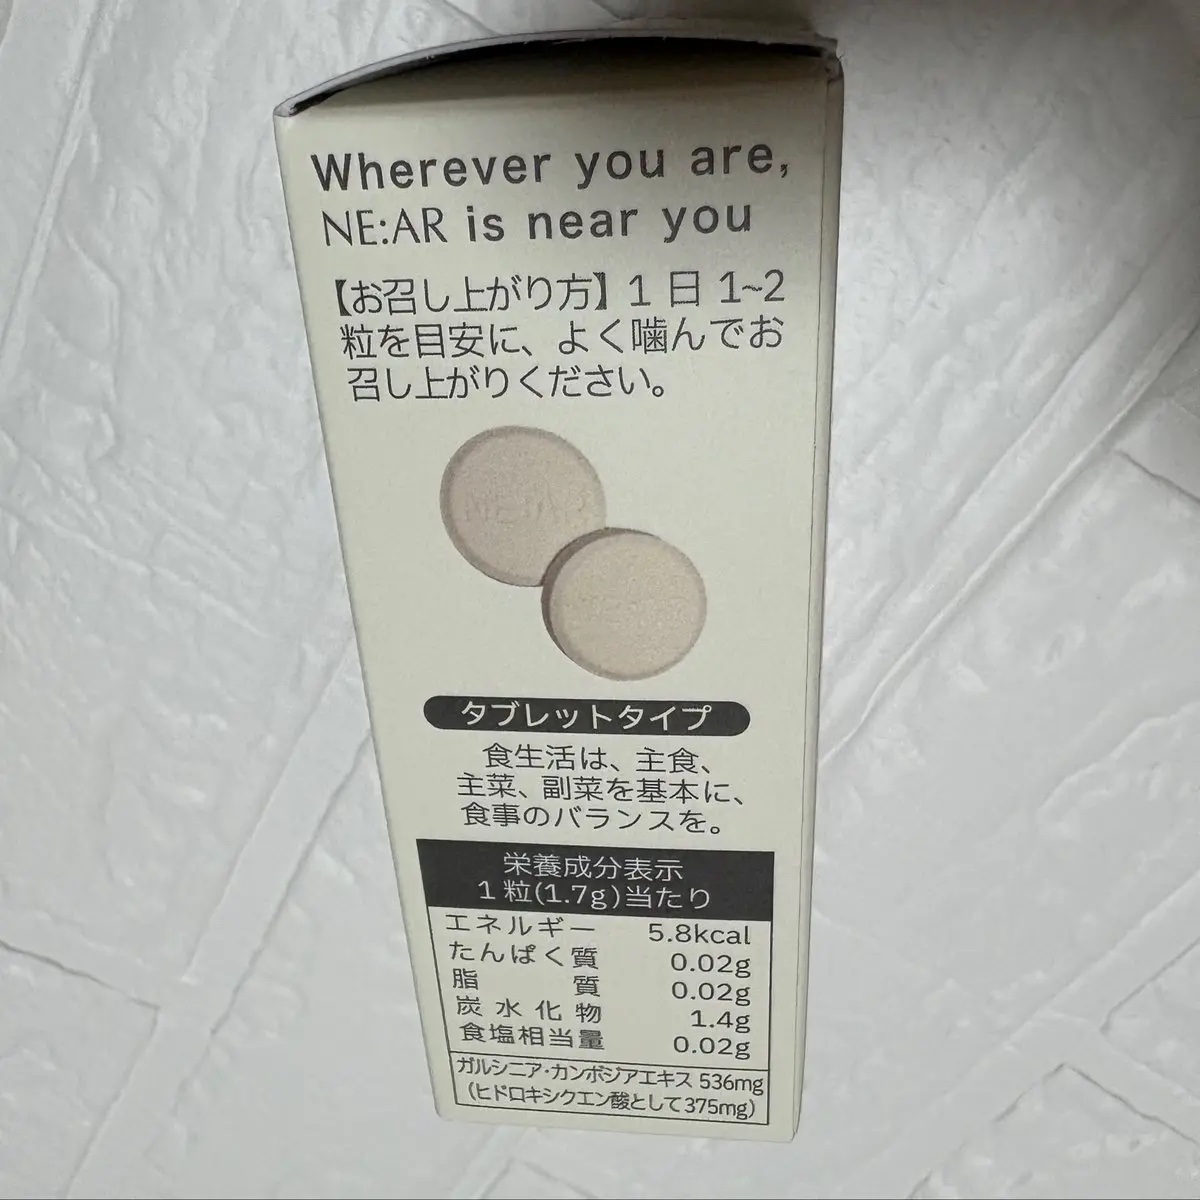 Wherever you are,
NE:AR is near you
【お召し上がり方】1日1~2
粒を目安に、よく噛んでお
召し上がりください。
タブレットタイプ
食生活は、主食、
主菜、副菜を基本に、
食事のバランスを。
栄養成分表示
1粒(1.7g)当たり
エネルギー 5.8kcal
たんぱく質 0.02g
脂質 0.02g
炭水化物 1.4g
食塩相当量 0.02g
ガルシニア・カンボジアエキス 536mg
(ヒドロキシクエン酸として375mg)